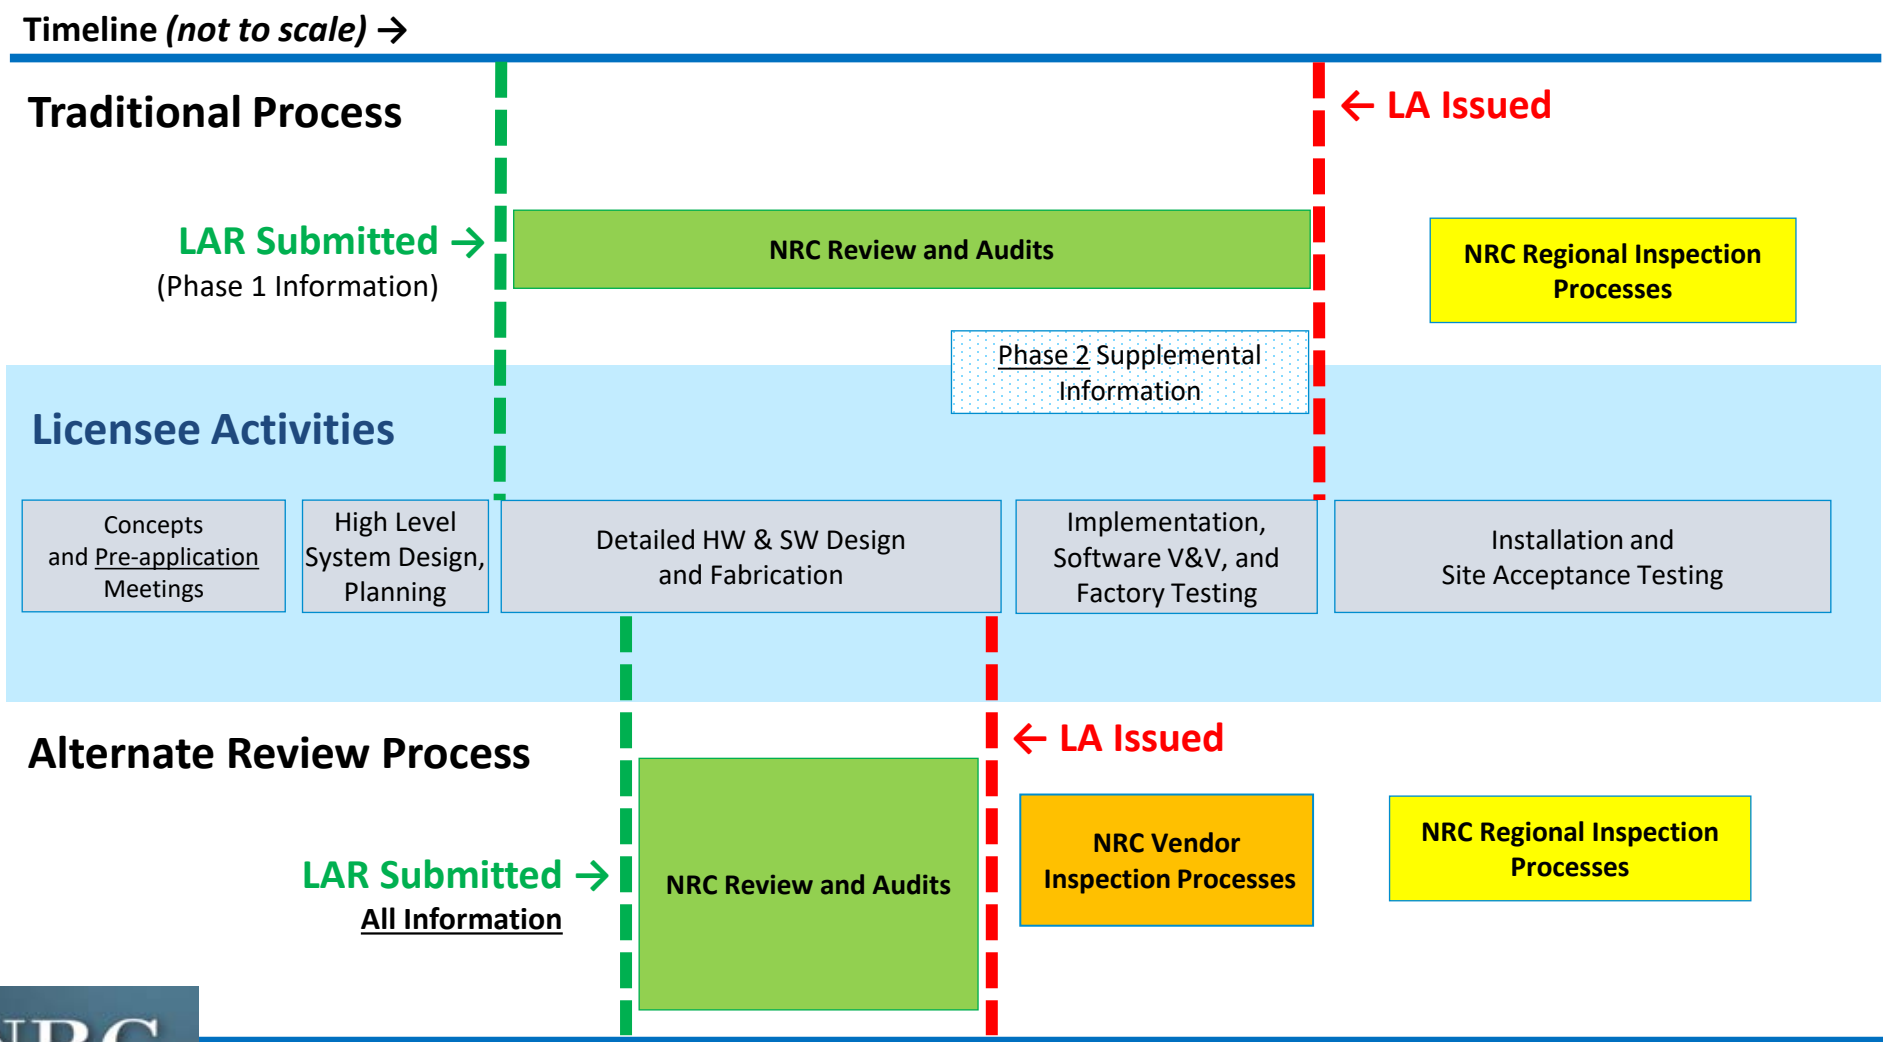 Timeline (not to scale) →
Traditional Process
← LA Issued
LAR Submitted →
(Phase 1 Information)
NRC Review and Audits
NRC Regional Inspection
Processes
Phase 2 Supplemental
Information
Licensee Activities
Concepts
and Pre-application
Meetings
High Level
System Design,
Planning
Detailed HW & SW Design
and Fabrication
Implementation,
Software V&V, and
Factory Testing
Installation and
Site Acceptance Testing
Alternate Review Process
← LA Issued
LAR Submitted →
All Information
NRC Review and Audits
NRC Vendor
Inspection Processes
NRC Regional Inspection
Processes
NRC